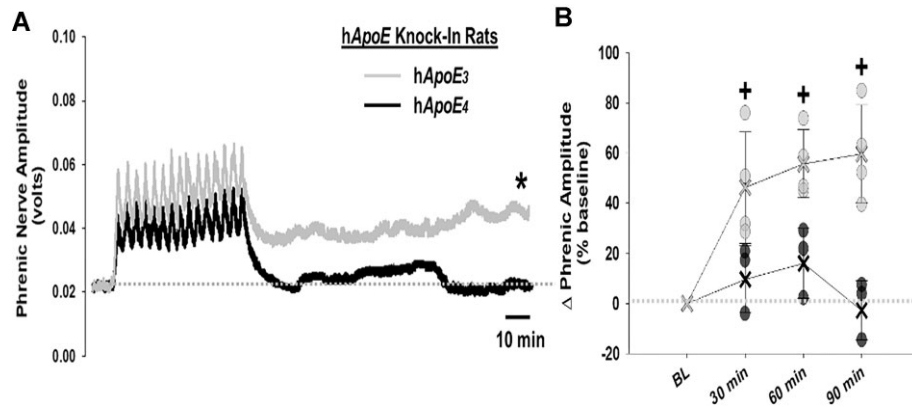 A
B
hApoE Knock-In Rats
hApoE3
hApoE4
Phrenic Nerve Amplitude
(volts)
0.10
0.08
0.06
0.04
0.02
0.00
*
10 min
Δ Phrenic Amplitude
(% baseline)
100
80
60
40
20
0
-20
+
+
+
BL
30 min
60 min
90 min